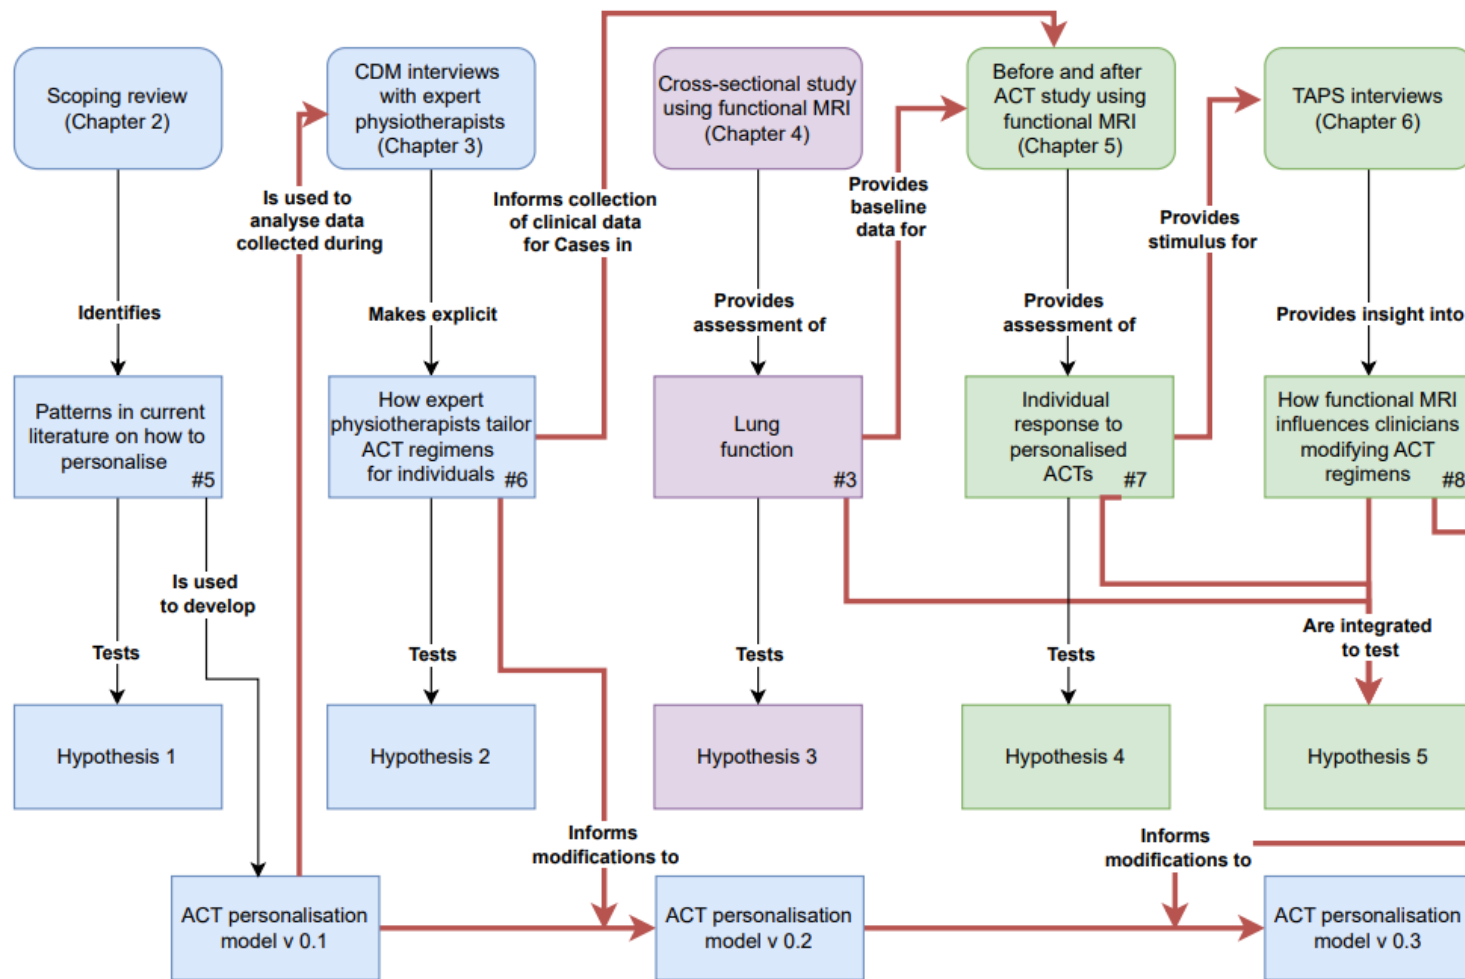 Scoping review
(Chapter 2)
CDM interviews
with expert
physiotherapists
(Chapter 3)
Cross-sectional study
using functional MRI
(Chapter 4)
Before and after
ACT study using
functional MRI
(Chapter 5)
TAPS interviews
(Chapter 6)
Is used to
analyse data
collected during
Informs collection
of clinical data
for Cases in
Provides
baseline
data for
Provides
stimulus for
Identifies
Makes explicit
Provides
assessment of
Provides
assessment of
Provides insight into
Patterns in current
literature on how to
personalise
#5
How expert
physiotherapists tailor
ACT regimens
for individuals
#6
Lung
function
#3
Individual
response to
personalised
ACTs
#7
How functional MRI
influences clinicians
modifying ACT
regimens
#8
Is used
to develop
Are integrated
to test
Tests
Tests
Tests
Tests
Hypothesis 1
Hypothesis 2
Hypothesis 3
Hypothesis 4
Hypothesis 5
Informs
modifications to
Informs
modifications to
ACT personalisation
model v 0.1
ACT personalisation
model v 0.2
ACT personalisation
model v 0.3